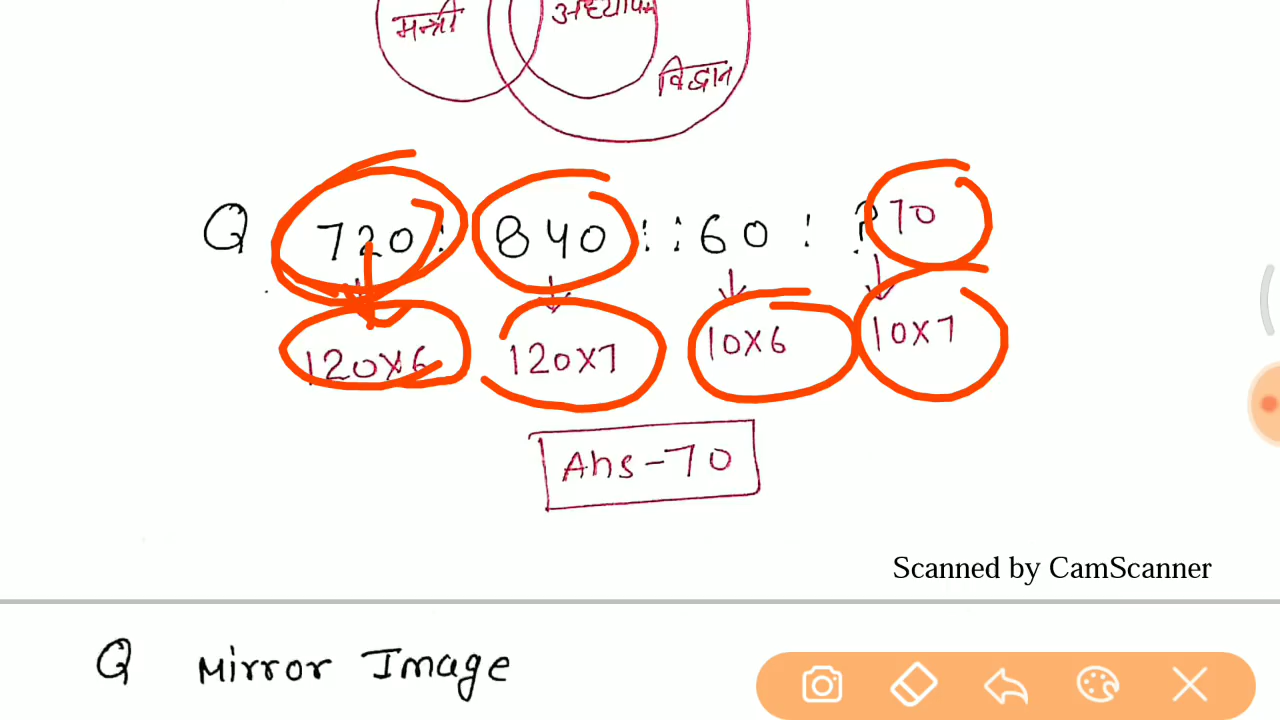 मन्त्री अध्यापक
विद्वान
Q 720 : 840 :: 60 : ? 70
120X6 120X7 10X6 10X7
Ans-70
Scanned by CamScanner
Q Mirror Image